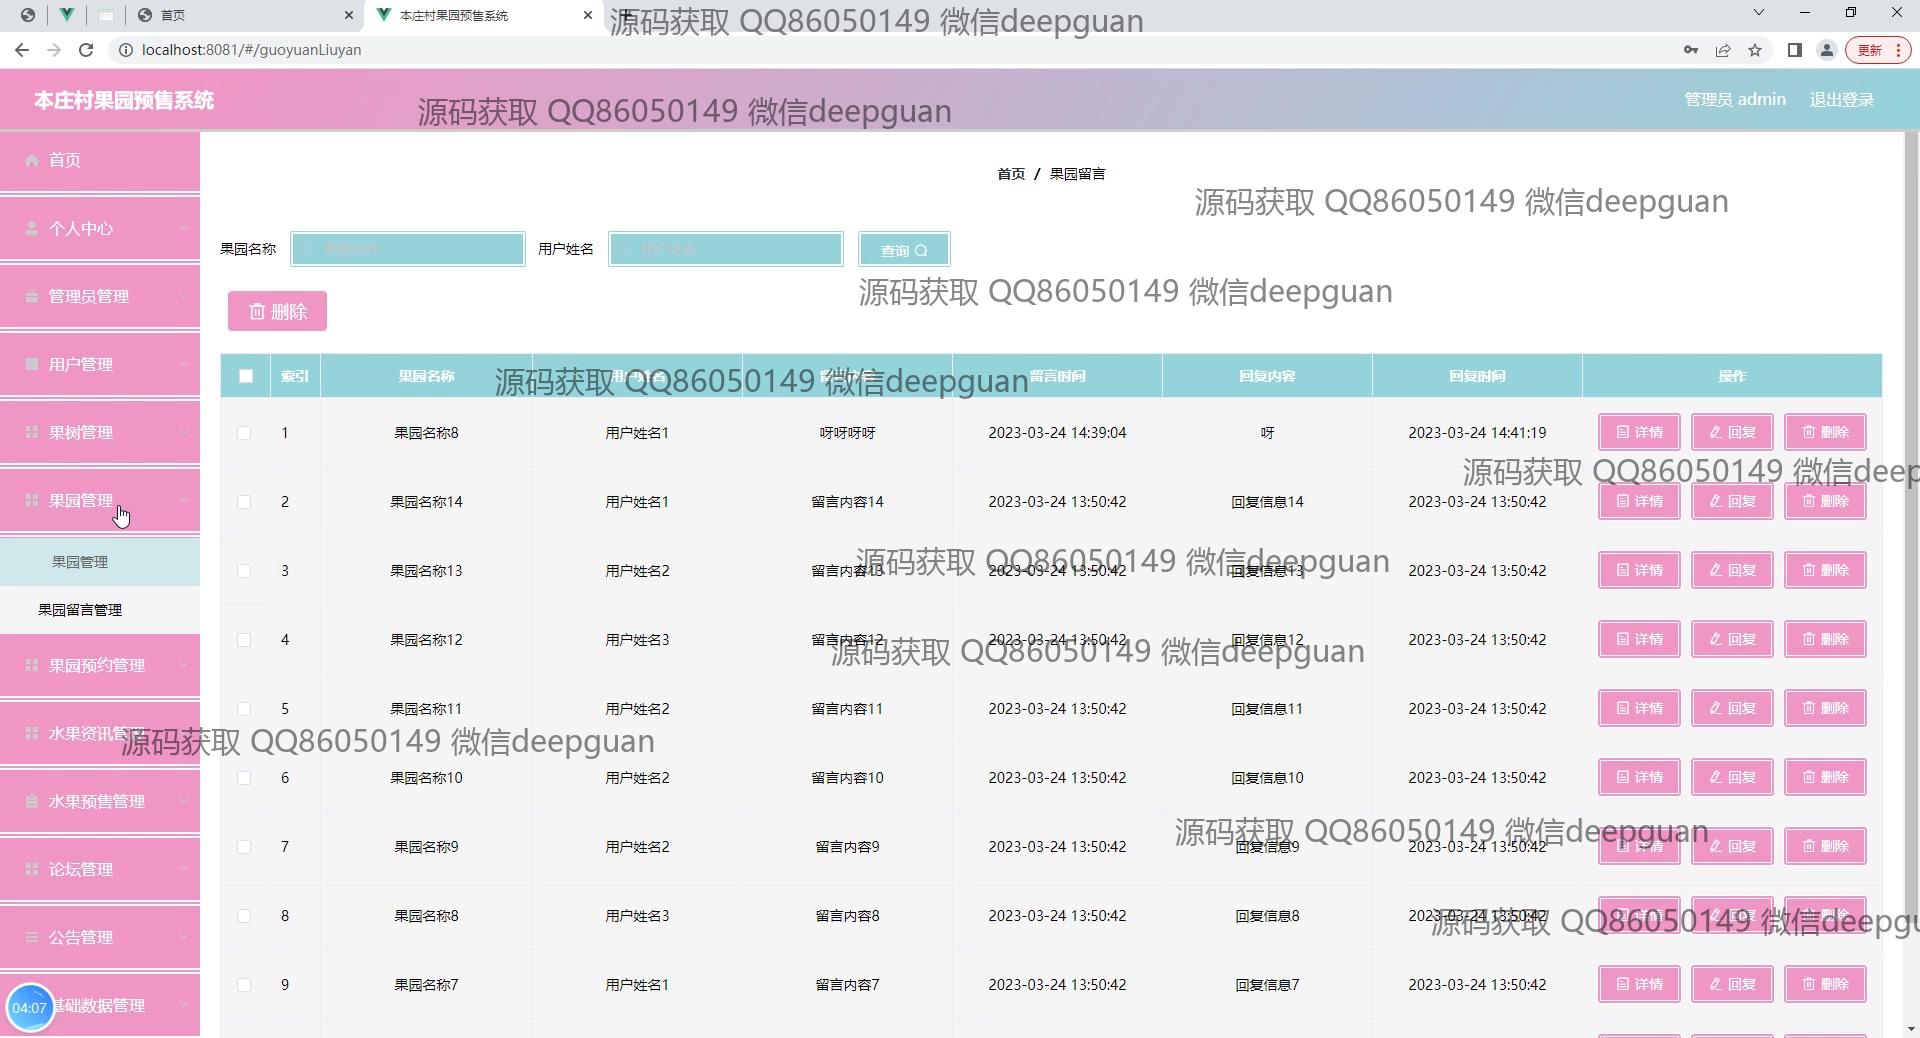 首页
本庄村果园预售系统
源码获取 QQ86050149 微信deepguan
localhost:8081/#/guoyuanLiuyan
更新
本庄村果园预售系统
源码获取 QQ86050149 微信deepguan
管理员 admin 退出登录
首页
首页 / 果园留言
源码获取 QQ86050149 微信deepguan
个人中心
果园名称 果园名称 用户姓名 用户姓名 查询
管理员管理
源码获取 QQ86050149 微信deepguan
删除
用户管理
索引 果园名称 用户姓名 留言时间 回复内容 回复时间 操作
源码获取 QQ86050149 微信deepguan
果树管理
1 果园名称8 用户姓名1 呀呀呀呀 2023-03-24 14:39:04 呀 2023-03-24 14:41:19 详情 回复 删除
源码获取 QQ86050149 微信deep
果园管理
2 果园名称14 用户姓名1 留言内容14 2023-03-24 13:50:42 回复信息14 2023-03-24 13:50:42 详情 回复 删除
果园管理
源码获取 QQ86050149 微信deepguan
3 果园名称13 用户姓名2 留言内容13 2023-03-24 13:50:42 回复信息13 2023-03-24 13:50:42 详情 回复 删除
果园留言管理
4 果园名称12 用户姓名3 留言内容12 2023-03-24 13:50:42 回复信息12 2023-03-24 13:50:42 详情 回复 删除
源码获取 QQ86050149 微信deepguan
果园预约管理
5 果园名称11 用户姓名2 留言内容11 2023-03-24 13:50:42 回复信息11 2023-03-24 13:50:42 详情 回复 删除
水果资讯管理
源码获取 QQ86050149 微信deepguan
6 果园名称10 用户姓名2 留言内容10 2023-03-24 13:50:42 回复信息10 2023-03-24 13:50:42 详情 回复 删除
水果预售管理
源码获取 QQ86050149 微信deepguan
7 果园名称9 用户姓名2 留言内容9 2023-03-24 13:50:42 回复信息9 2023-03-24 13:50:42 详情 回复 删除
论坛管理
8 果园名称8 用户姓名3 留言内容8 2023-03-24 13:50:42 回复信息8 2023-03-24 13:50:42 详情 回复 删除
源码获取 QQ86050149 微信deepgu
公告管理
9 果园名称7 用户姓名1 留言内容7 2023-03-24 13:50:42 回复信息7 2023-03-24 13:50:42 详情 回复 删除
04:07 基础数据管理